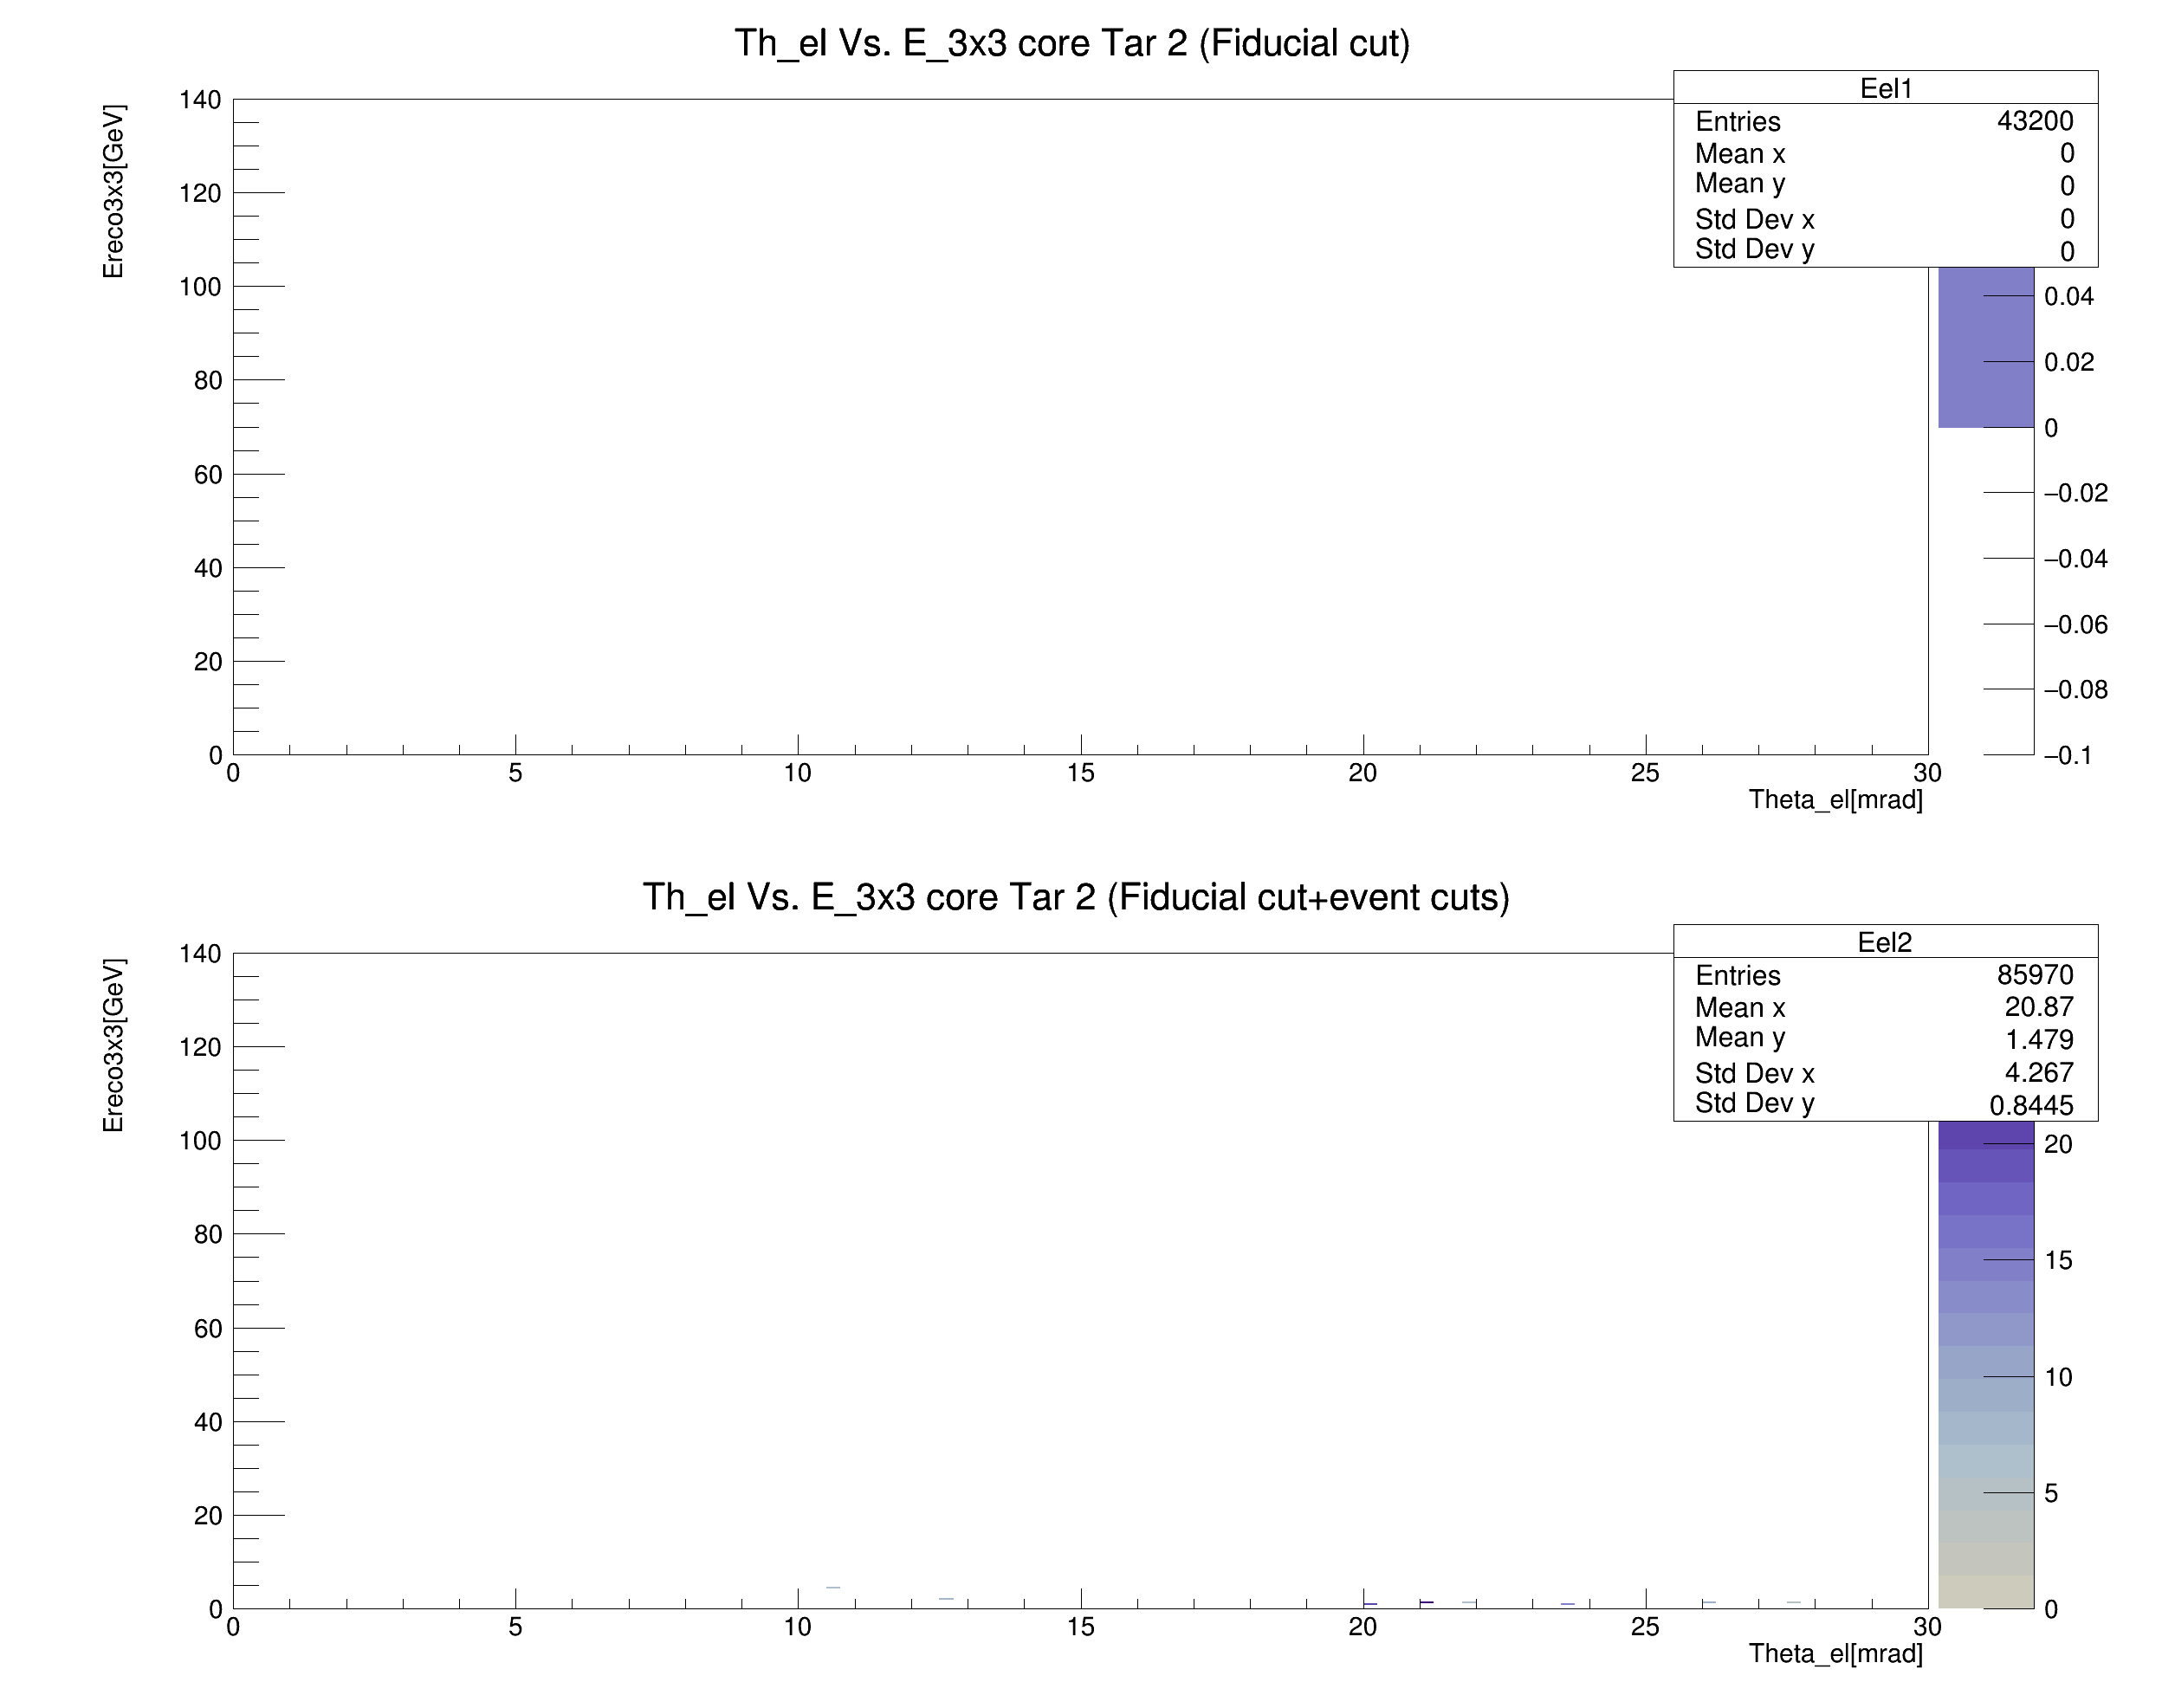 Th_el Vs. E_3x3 core Tar 2 (Fiducial cut)
Eel1
Entries 43200
Mean x 0
Mean y 0
Std Dev x 0
Std Dev y 0
Ereco3x3[GeV]
140
120
100
80
60
40
20
0
0 5 10 15 20 25 30
Theta_el[mrad]
0.04
0.02
0
−0.02
−0.04
−0.06
−0.08
−0.1
Th_el Vs. E_3x3 core Tar 2 (Fiducial cut+event cuts)
Eel2
Entries 85970
Mean x 20.87
Mean y 1.479
Std Dev x 4.267
Std Dev y 0.8445
Ereco3x3[GeV]
140
120
100
80
60
40
20
0
0 5 10 15 20 25 30
Theta_el[mrad]
20
15
10
5
0